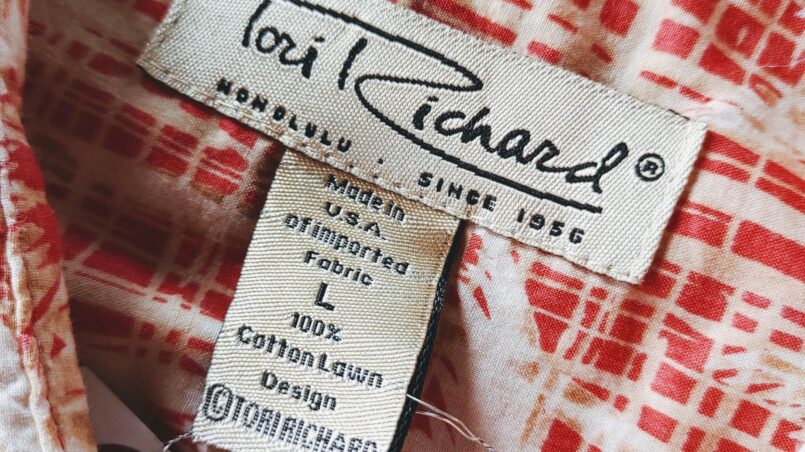 Tori Richard®
HONOLULU · SINCE 1956
Made in
U.S.A.
of imported
Fabric
L
100%
Cotton Lawn
Design
©TORI RICHARD